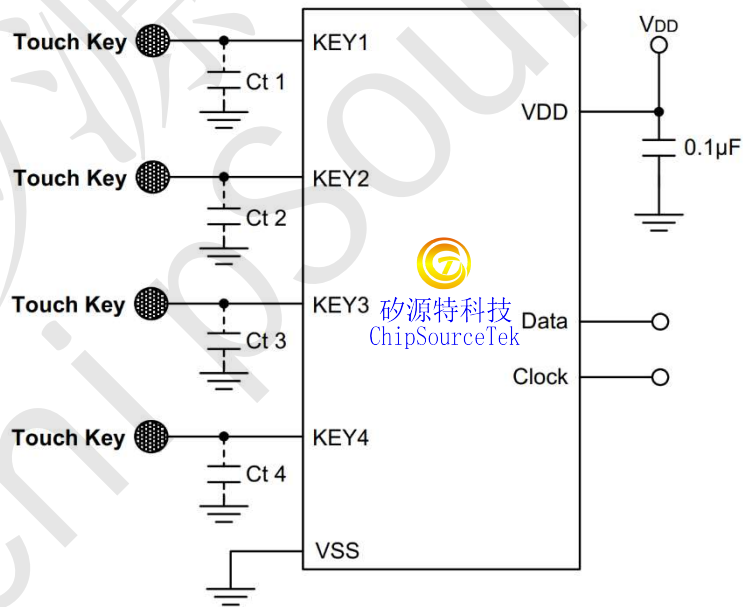 VDD
Touch Key
KEY1
Ct 1
VDD
0.1µF
Touch Key
KEY2
Ct 2
矽源特科技
ChipSourceTek
Touch Key
KEY3
Ct 3
Data
Clock
Touch Key
KEY4
Ct 4
VSS